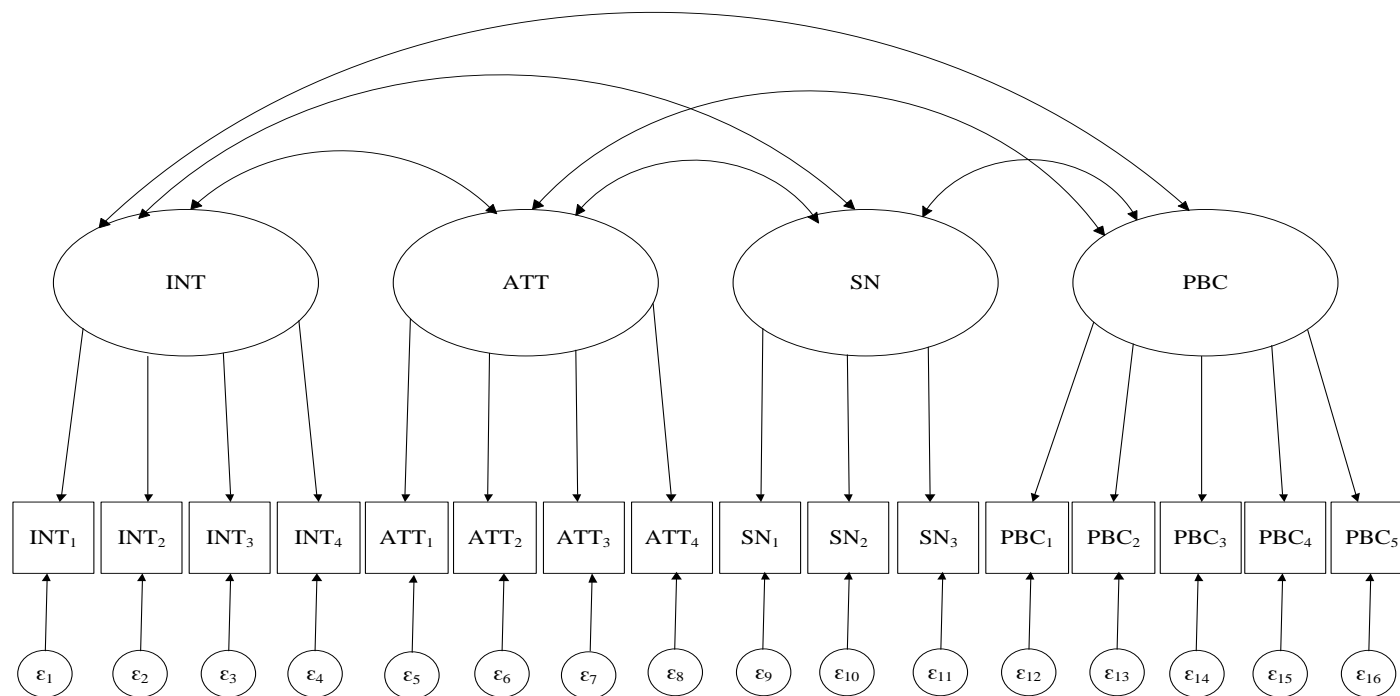 INT ATT SN PBC
INT₁ INT₂ INT₃ INT₄ ATT₁ ATT₂ ATT₃ ATT₄ SN₁ SN₂ SN₃ PBC₁ PBC₂ PBC₃ PBC₄ PBC₅
ε₁ ε₂ ε₃ ε₄ ε₅ ε₆ ε₇ ε₈ ε₉ ε₁₀ ε₁₁ ε₁₂ ε₁₃ ε₁₄ ε₁₅ ε₁₆